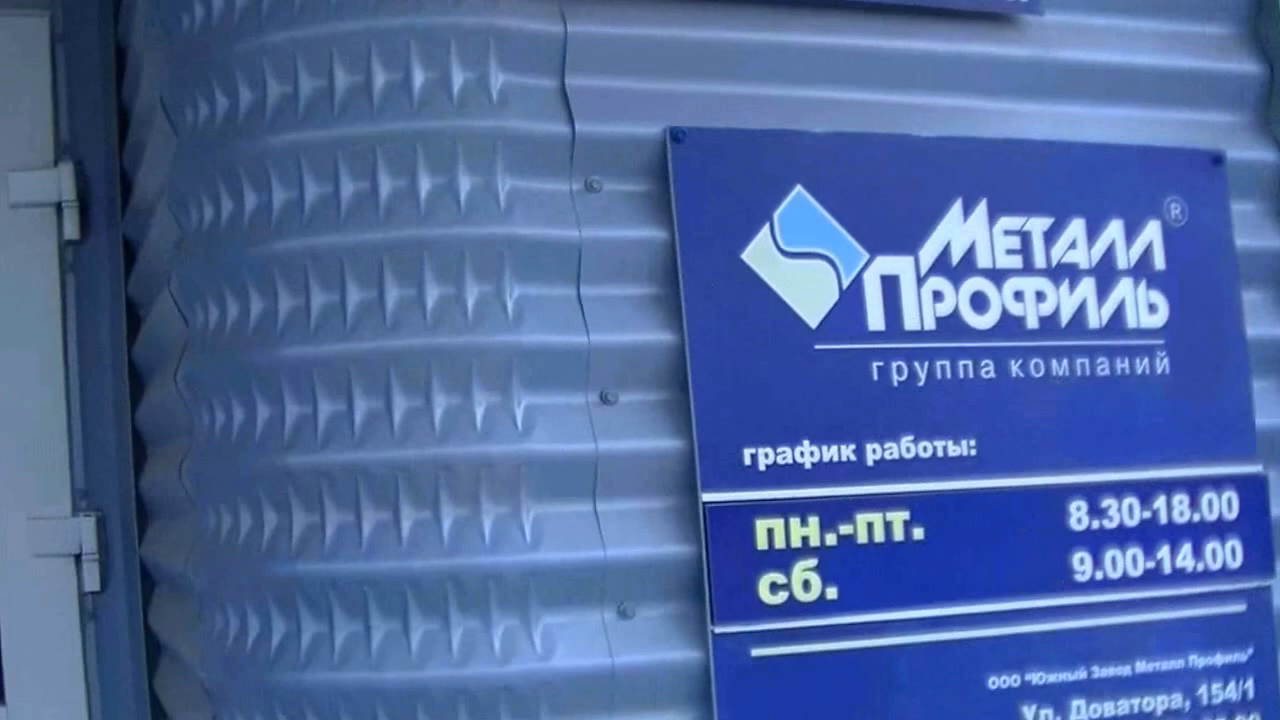 МЕТАЛЛ ®
ПРОФИЛЬ
группа компаний
график работы:
пн.-пт. 8.30-18.00
сб. 9.00-14.00
ООО "Южный Завод Металл Профиль"
Ул. Доватора, 154/1